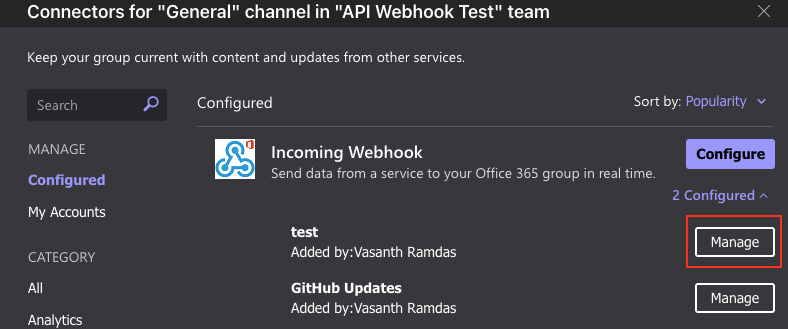 Connectors for "General" channel in "API Webhook Test" team
Keep your group current with content and updates from other services.
Search
MANAGE
Configured
My Accounts
CATEGORY
All
Analytics
Configured
Sort by: Popularity
Incoming Webhook
Configure
Send data from a service to your Office 365 group in real time.
2 Configured
test
Added by:Vasanth Ramdas
Manage
GitHub Updates
Added by:Vasanth Ramdas
Manage